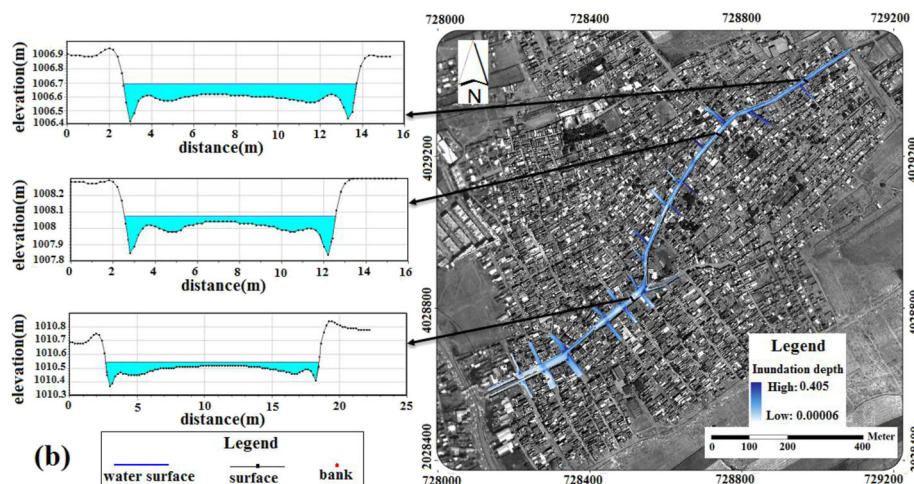 728000 728400 728800 729200
elevation(m)
1006.9
1006.8
1006.7
1006.6
1006.5
1006.4
0 2 4 6 8 10 12 14 16
distance(m)
elevation(m)
1008.2
1008.1
1008
1007.9
1007.8
0 2 4 6 8 10 12 14 16
distance(m)
elevation(m)
1010.8
1010.7
1010.6
1010.5
1010.4
1010.3
0 5 10 15 20 25
distance(m)
(b)
Legend
water surface surface bank
N
4029200
4028800
2028400
4029200
4028800
2028400
Legend
Inundation depth
High: 0.405
Low: 0.00006
Meter
0 100 200 400
728000 728400 728800 729200